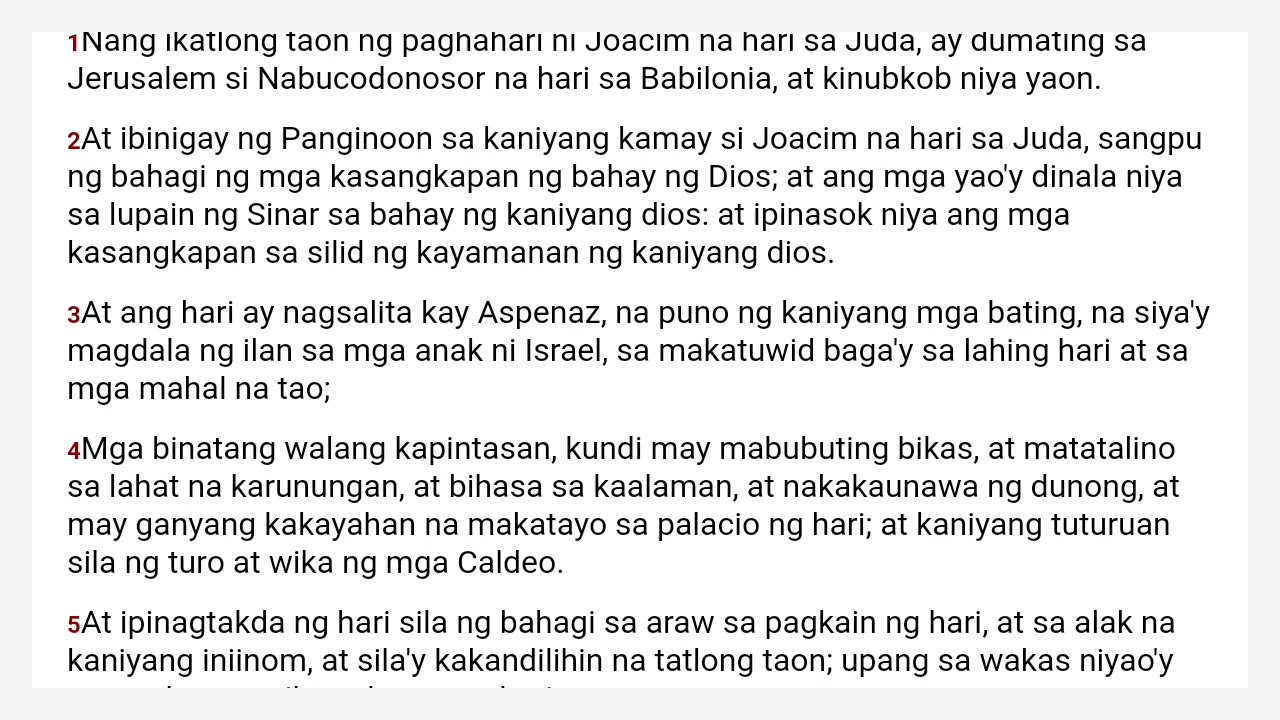 1Nang ikatlong taon ng paghahari ni Joacim na hari sa Juda, ay dumating sa
Jerusalem si Nabucodonosor na hari sa Babilonia, at kinubkob niya yaon.
2At ibinigay ng Panginoon sa kaniyang kamay si Joacim na hari sa Juda, sangpu
ng bahagi ng mga kasangkapan ng bahay ng Dios; at ang mga yao'y dinala niya
sa lupain ng Sinar sa bahay ng kaniyang dios: at ipinasok niya ang mga
kasangkapan sa silid ng kayamanan ng kaniyang dios.
3At ang hari ay nagsalita kay Aspenaz, na puno ng kaniyang mga bating, na siya'y
magdala ng ilan sa mga anak ni Israel, sa makatuwid baga'y sa lahing hari at sa
mga mahal na tao;
4Mga binatang walang kapintasan, kundi may mabubuting bikas, at matatalino
sa lahat na karunungan, at bihasa sa kaalaman, at nakakaunawa ng dunong, at
may ganyang kakayahan na makatayo sa palacio ng hari; at kaniyang tuturuan
sila ng turo at wika ng mga Caldeo.
5At ipinagtakda ng hari sila ng bahagi sa araw sa pagkain ng hari, at sa alak na
kaniyang iniinom, at sila'y kakandilihin na tatlong taon; upang sa wakas niyao'y